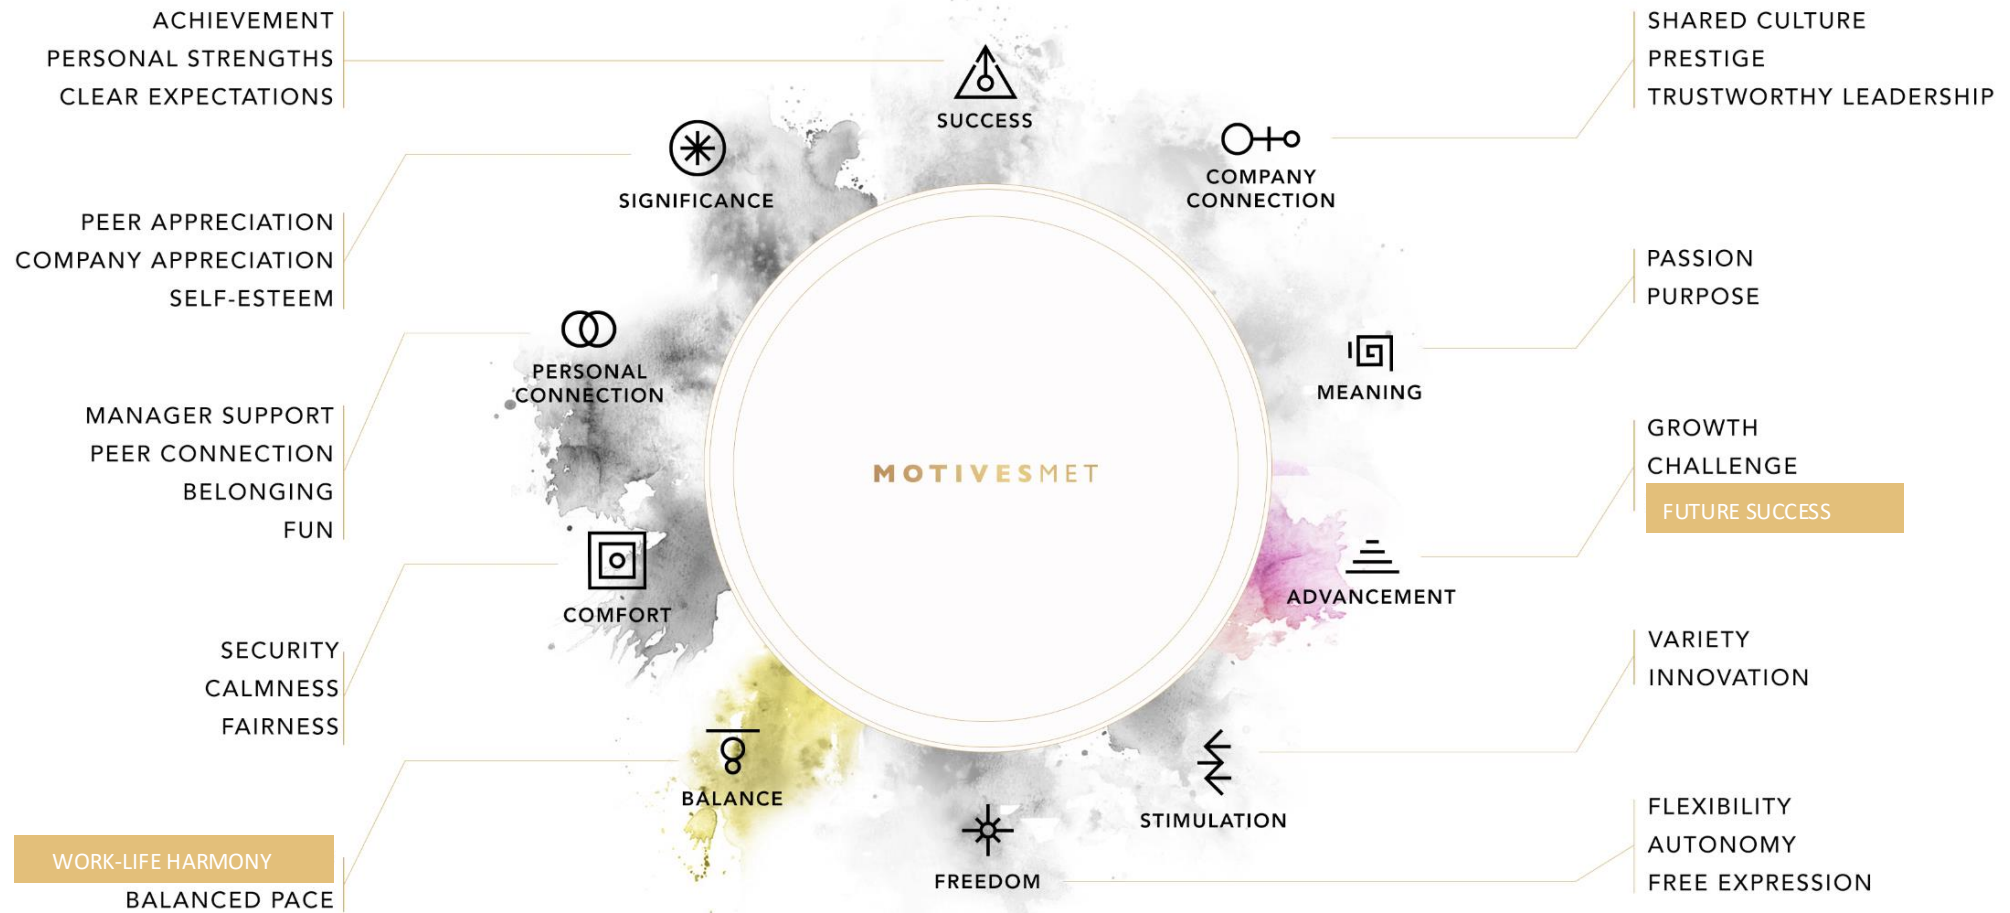 ACHIEVEMENT
PERSONAL STRENGTHS
CLEAR EXPECTATIONS
SUCCESS
SHARED CULTURE
PRESTIGE
TRUSTWORTHY LEADERSHIP
COMPANY
CONNECTION
SIGNIFICANCE
PEER APPRECIATION
COMPANY APPRECIATION
SELF-ESTEEM
PASSION
PURPOSE
MEANING
PERSONAL
CONNECTION
MANAGER SUPPORT
PEER CONNECTION
BELONGING
FUN
MOTIVESMET
GROWTH
CHALLENGE
FUTURE SUCCESS
ADVANCEMENT
COMFORT
SECURITY
CALMNESS
FAIRNESS
VARIETY
INNOVATION
STIMULATION
BALANCE
WORK-LIFE HARMONY
BALANCED PACE
FREEDOM
FLEXIBILITY
AUTONOMY
FREE EXPRESSION